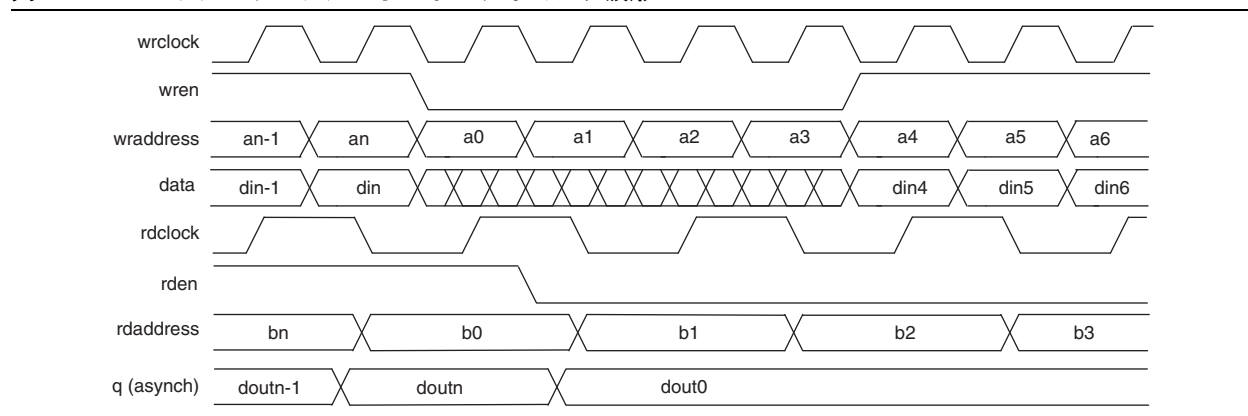 wrclock
wren
wraddress an-1 an a0 a1 a2 a3 a4 a5 a6
data din-1 din din4 din5 din6
rdclock
rden
rdaddress bn b0 b1 b2 b3
q (asynch) doutn-1 doutn dout0